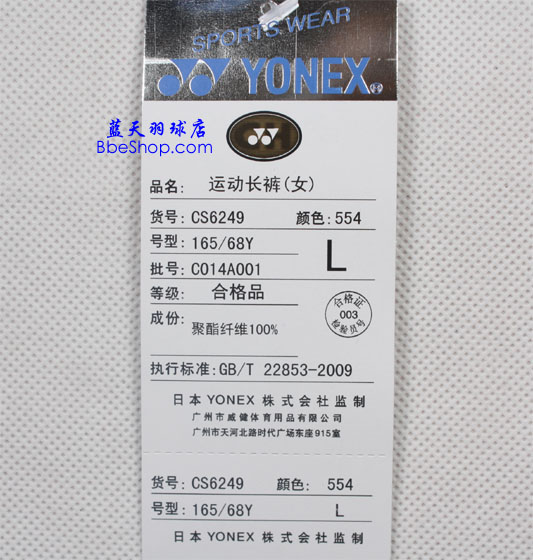 SPORTS WEAR
YONEX®
蓝天羽球店
BbeShop.com
品名: 运动长裤(女)
货号: CS6249 颜色: 554
号型: 165/68Y L
批号: C014A001
等级: 合格品
成份: 聚酯纤维100%
合格证
003
检验员号
执行标准: GB/T 22853-2009
日本 YONEX 株式会社监制
广州市威健体育用品有限公司
广州市天河北路时代广场东座915室
货号: CS6249 颜色: 554
号型: 165/68Y L
日本 YONEX 株式会社监制